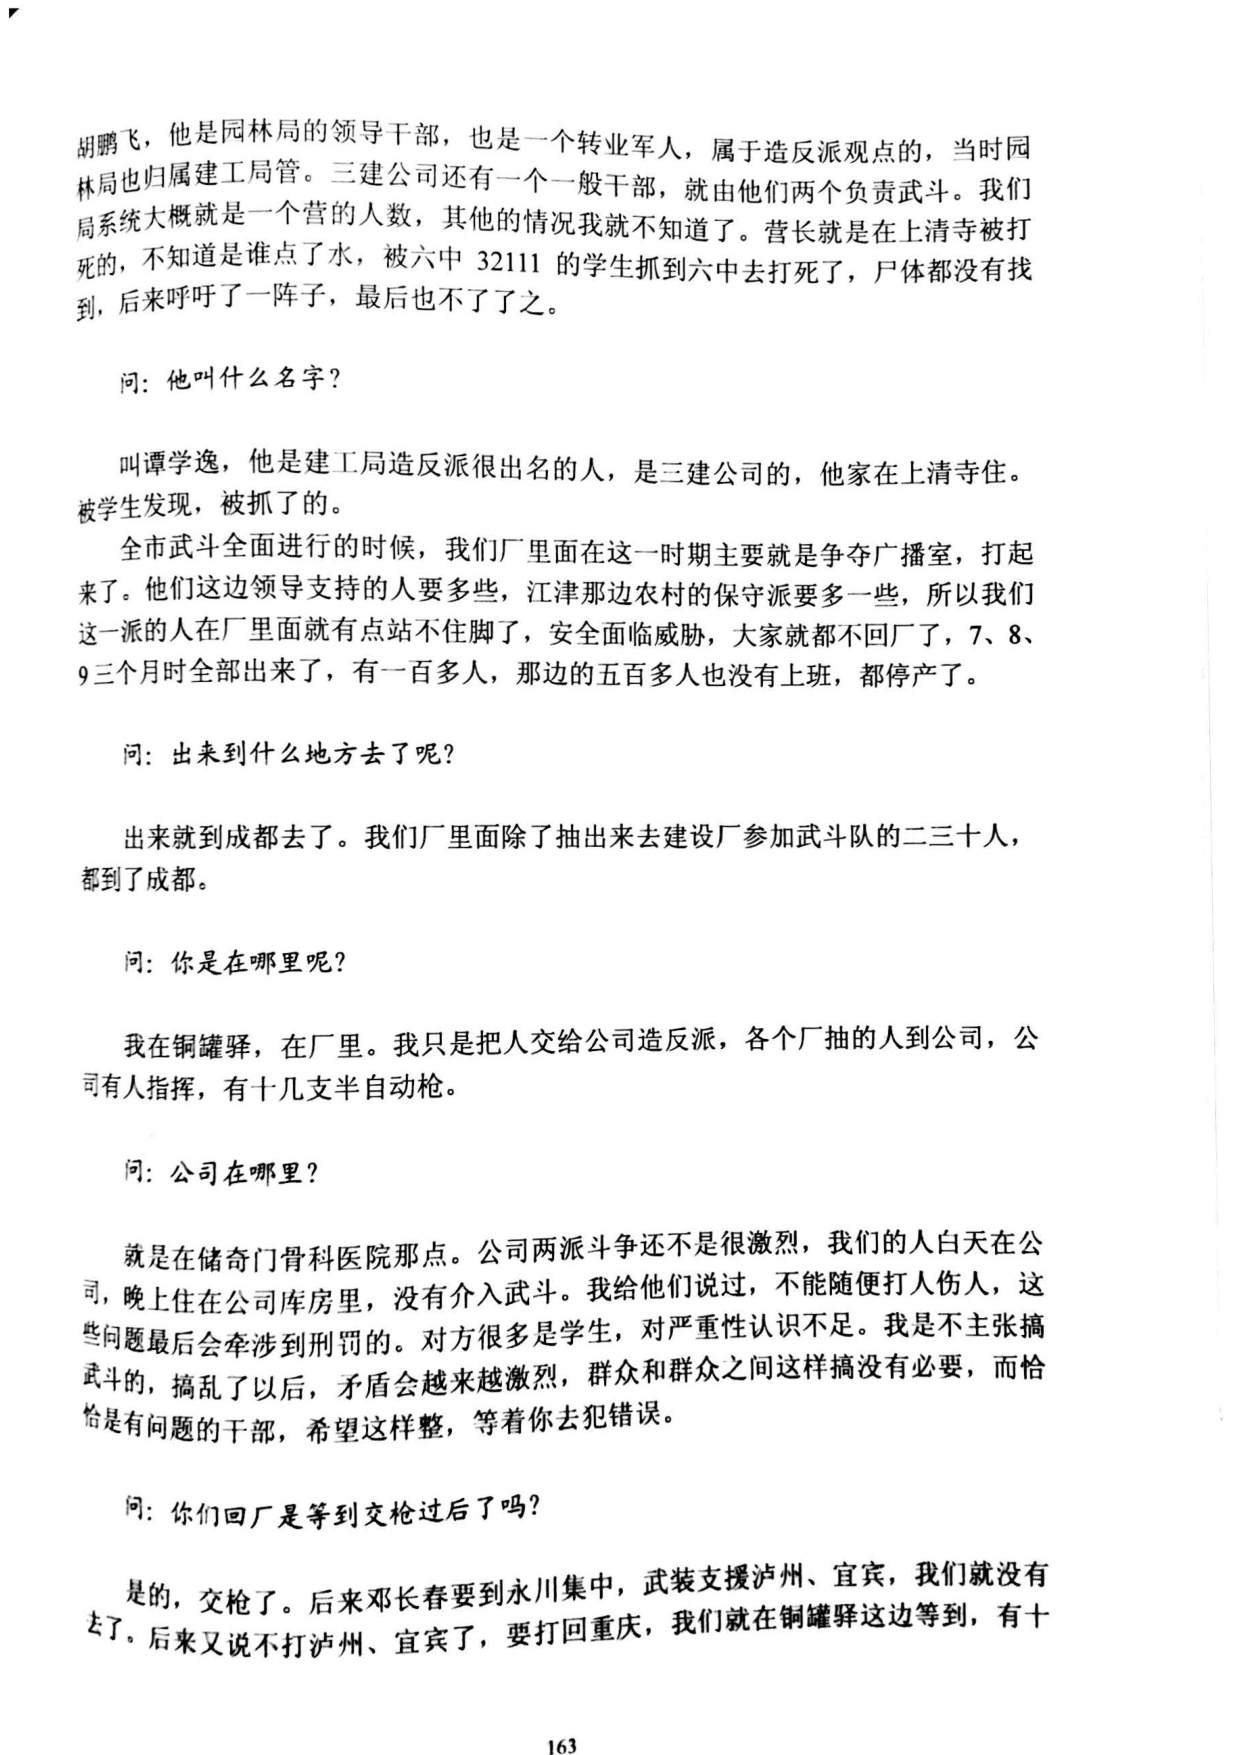 胡鹏飞，他是园林局的领导干部，也是一个转业军人，属于造反派观点的，当时园
林局也归属建工局管。三建公司还有一个一般干部，就由他们两个负责武斗。我们
局系统大概就是一个营的人数，其他的情况我就不知道了。营长就是在上清寺被打
死的，不知道是谁点了水，被六中 32111 的学生抓到六中去打死了，尸体都没有找
到，后来呼吁了一阵子，最后也不了了之。
问：他叫什么名字？
叫谭学逸，他是建工局造反派很出名的人，是三建公司的，他家在上清寺住。
被学生发现，被抓了的。
全市武斗全面进行的时候，我们厂里面在这一时期主要就是争夺广播室，打起
来了。他们这边领导支持的人要多些，江津那边农村的保守派要多一些，所以我们
这一派的人在厂里面就有点站不住脚了，安全面临威胁，大家就都不回厂了，7、8、
9三个月时全部出来了，有一百多人，那边的五百多人也没有上班，都停产了。
问：出来到什么地方去了呢？
出来就到成都去了。我们厂里面除了抽出来去建设厂参加武斗队的二三十人，
都到了成都。
问：你是在哪里呢？
我在铜罐驿，在厂里。我只是把人交给公司造反派，各个厂抽的人到公司，公
司有人指挥，有十几支半自动枪。
问：公司在哪里？
就是在储奇门骨科医院那点。公司两派斗争还不是很激烈，我们的人白天在公
司，晚上住在公司库房里，没有介入武斗。我给他们说过，不能随便打人伤人，这
些问题最后会牵涉到刑罚的。对方很多是学生，对严重性认识不足。我是不主张搞
武斗的，搞乱了以后，矛盾会越来越激烈，群众和群众之间这样搞没有必要，而恰
恰是有问题的干部，希望这样整，等着你去犯错误。
问：你们回厂是等到交枪过后了吗？
是的，交枪了。后来邓长春要到永川集中，武装支援泸州、宜宾，我们就没有
去了。后来又说不打泸州、宜宾了，要打回重庆，我们就在铜罐驿这边等到，有十
163